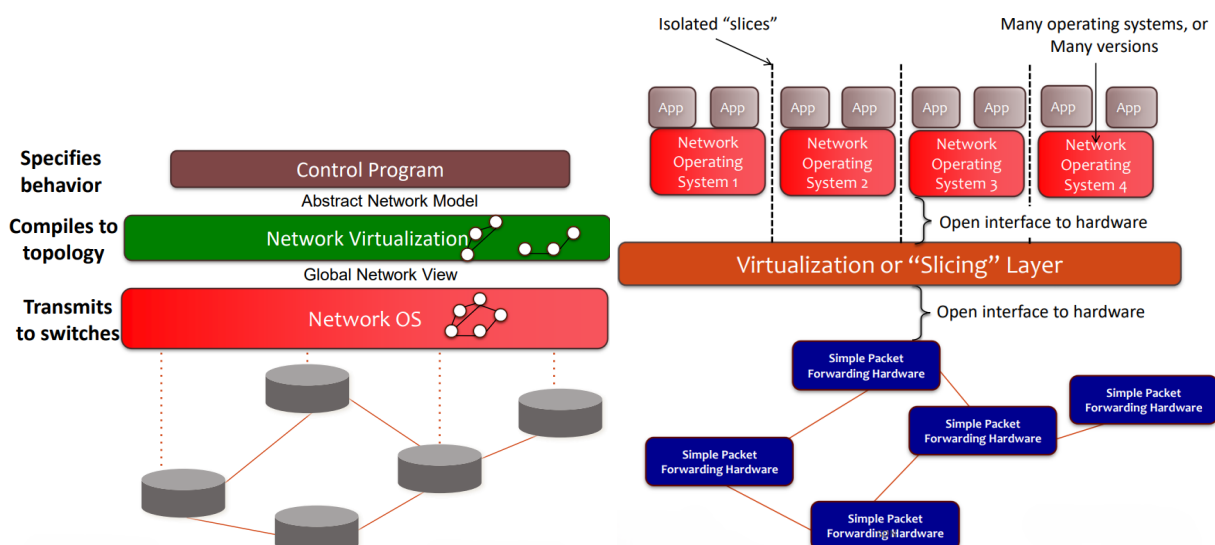 Specifies
behavior
Control Program
Abstract Network Model
Compiles to
topology
Network Virtualization
Global Network View
Transmits
to switches
Network OS
Isolated “slices”
Many operating systems, or
Many versions
App
App
App
App
App
App
App
App
Network
Operating
System 1
Network
Operating
System 2
Network
Operating
System 3
Network
Operating
System 4
Open interface to hardware
Virtualization or “Slicing” Layer
Open interface to hardware
Simple Packet
Forwarding Hardware
Simple Packet
Forwarding Hardware
Simple Packet
Forwarding Hardware
Simple Packet
Forwarding Hardware
Simple Packet
Forwarding Hardware